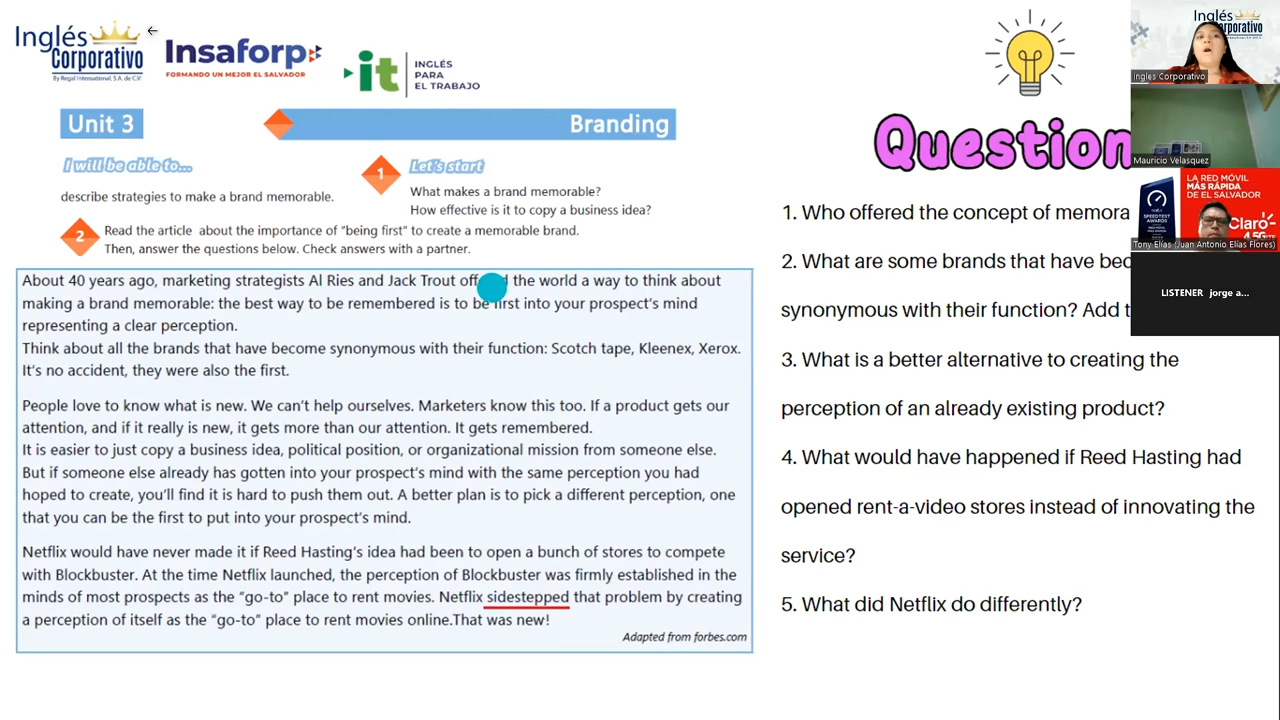 Inglés
Corporativo
By Regal International, S.A. de C.V.
Insaforp
FORMANDO UN MEJOR EL SALVADOR
it
INGLÉS
PARA
EL TRABAJO
Unit 3
Branding
I will be able to...
describe strategies to make a brand memorable.
1
Let's start
What makes a brand memorable?
How effective is it to copy a business idea?
2
Read the article about the importance of "being first" to create a memorable brand.
Then, answer the questions below. Check answers with a partner.
About 40 years ago, marketing strategists Al Ries and Jack Trout the world a way to think about
making a brand memorable: the best way to be remembered is to be first into your prospect's mind
representing a clear perception.
Think about all the brands that have become synonymous with their function: Scotch tape, Kleenex, Xerox.
It's no accident, they were also the first.
People love to know what is new. We can't help ourselves. Marketers know this too. If a product gets our
attention, and if it really is new, it gets more than our attention. It gets remembered.
It is easier to just copy a business idea, political position, or organizational mission from someone else.
But if someone else already has gotten into your prospect's mind with the same perception you had
hoped to create, you'll find it is hard to push them out. A better plan is to pick a different perception, one
that you can be the first to put into your prospect's mind.
Netflix would have never made it if Reed Hasting's idea had been to open a bunch of stores to compete
with Blockbuster. At the time Netflix launched, the perception of Blockbuster was firmly established in the
minds of most prospects as the "go-to" place to rent movies. Netflix sidestepped that problem by creating
a perception of itself as the "go-to" place to rent movies online.That was new!
Adapted from forbes.com
Question
1. Who offered the concept of memora
2. What are some brands that have bec
synonymous with their function? Add t
3. What is a better alternative to creating the
perception of an already existing product?
4. What would have happened if Reed Hasting had
opened rent-a-video stores instead of innovating the
service?
5. What did Netflix do differently?
Inglés
Corporativo
Ingles Corporativo
Mauricio Velasquez
LA RED MÓVIL
MÁS RÁPIDA
DE EL SALVADOR
SPEEDTEST
AWARDS
Claro
Tony Elías (Juan Antonio Elías Flores)
LISTENER jorge a...